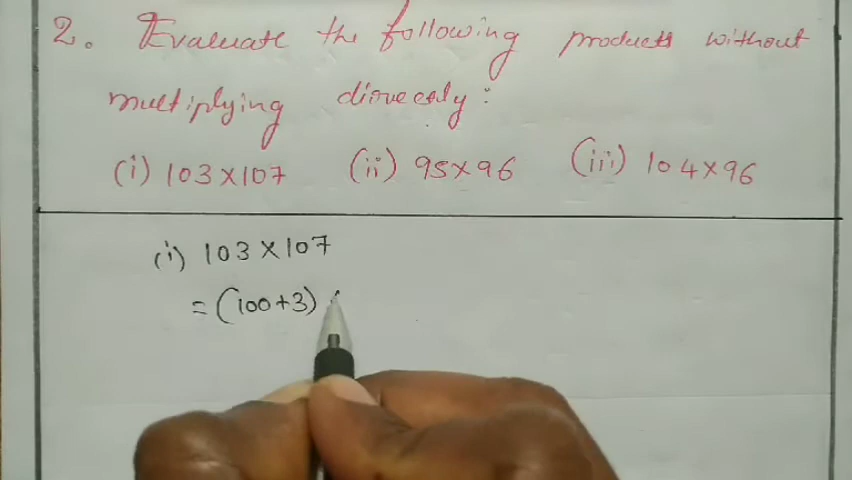 2. Evaluate the following products without
multiplying directly:
(i) 103×107 (ii) 95×96 (iii) 104×96
(i) 103×107
= (100+3)